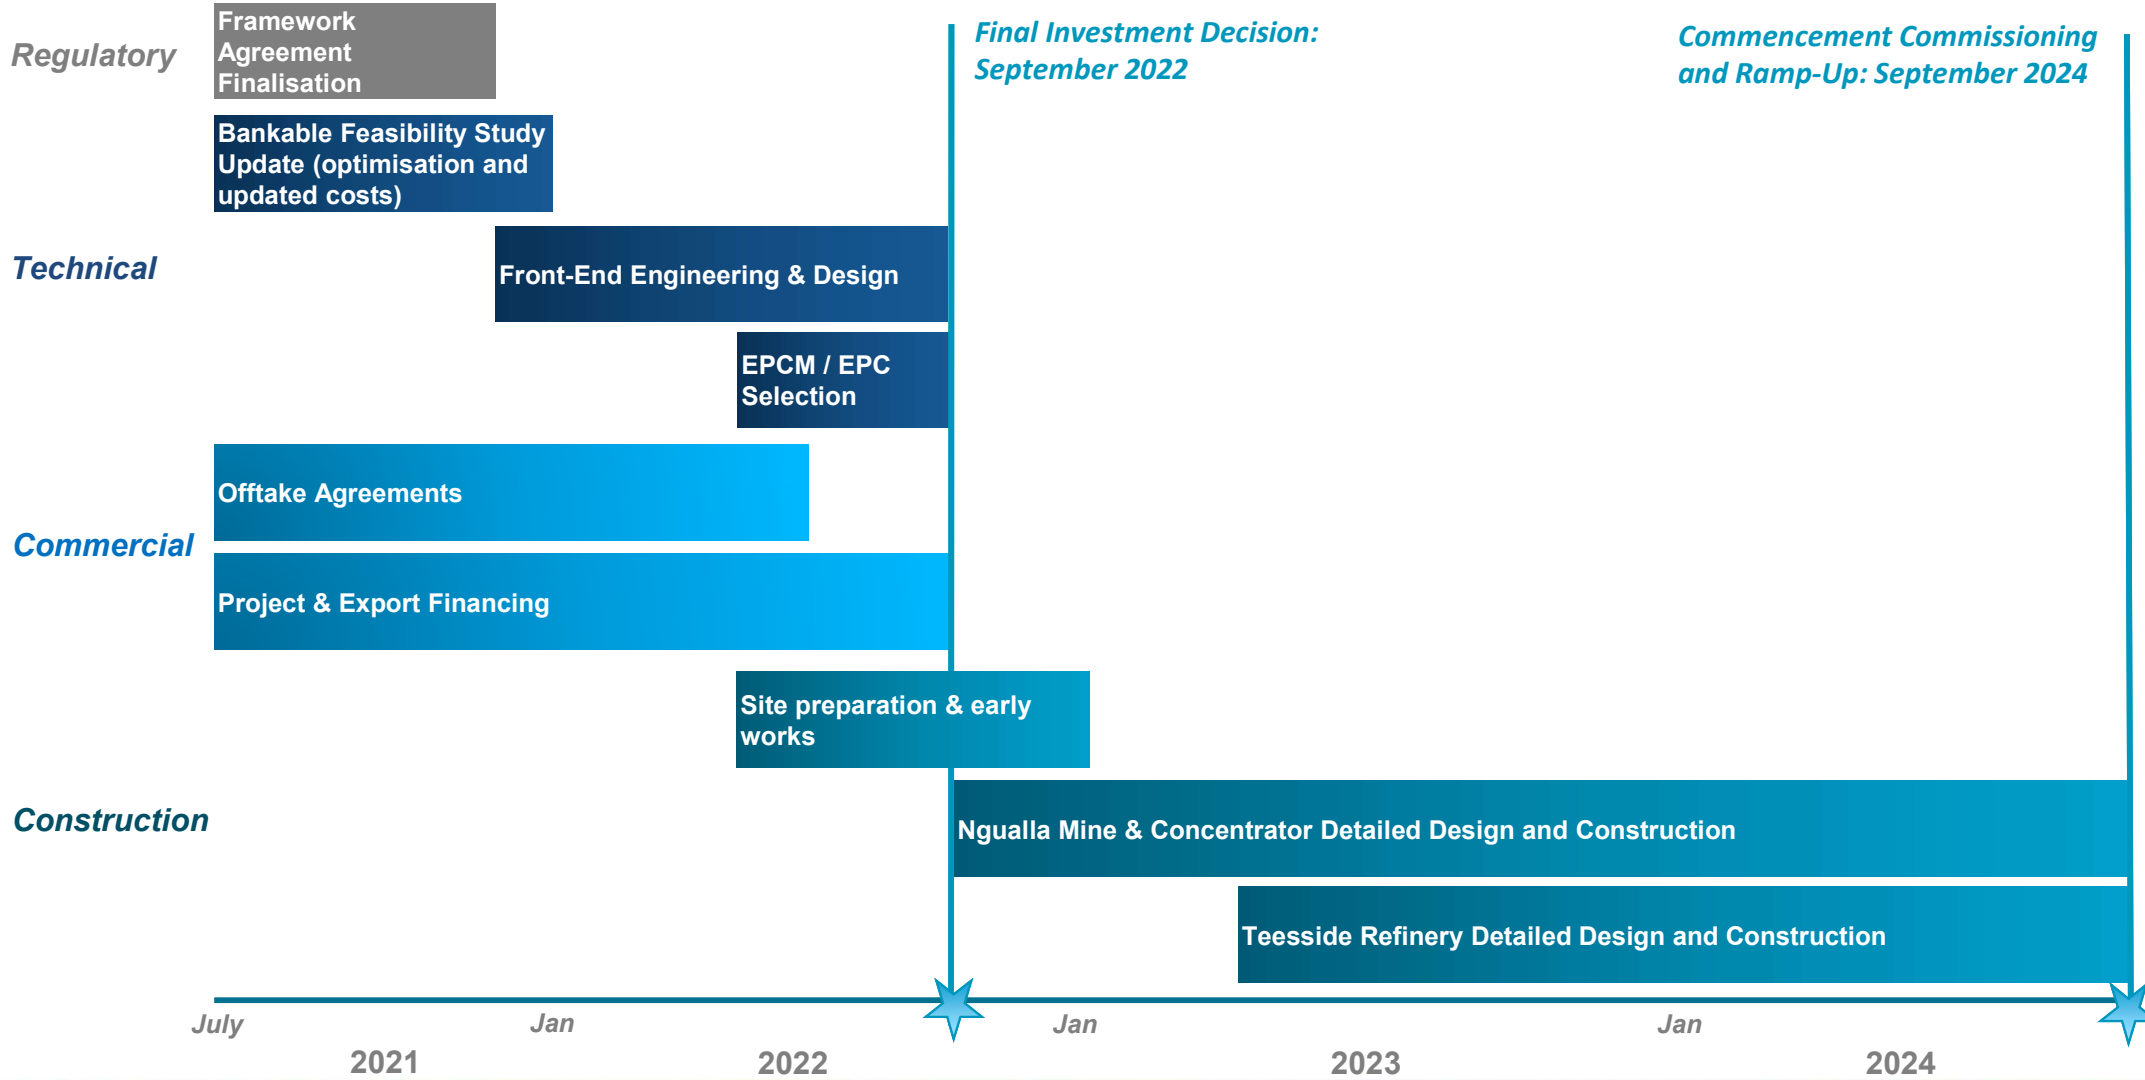 Regulatory
Framework
Agreement
Finalisation
Final Investment Decision:
September 2022
Commencement Commissioning
and Ramp-Up: September 2024
Bankable Feasibility Study
Update (optimisation and
updated costs)
Technical
Front-End Engineering & Design
EPCM / EPC
Selection
Offtake Agreements
Commercial
Project & Export Financing
Site preparation & early
works
Construction
Ngualla Mine & Concentrator Detailed Design and Construction
Teesside Refinery Detailed Design and Construction
July
Jan
Jan
Jan
2021
2022
2023
2024